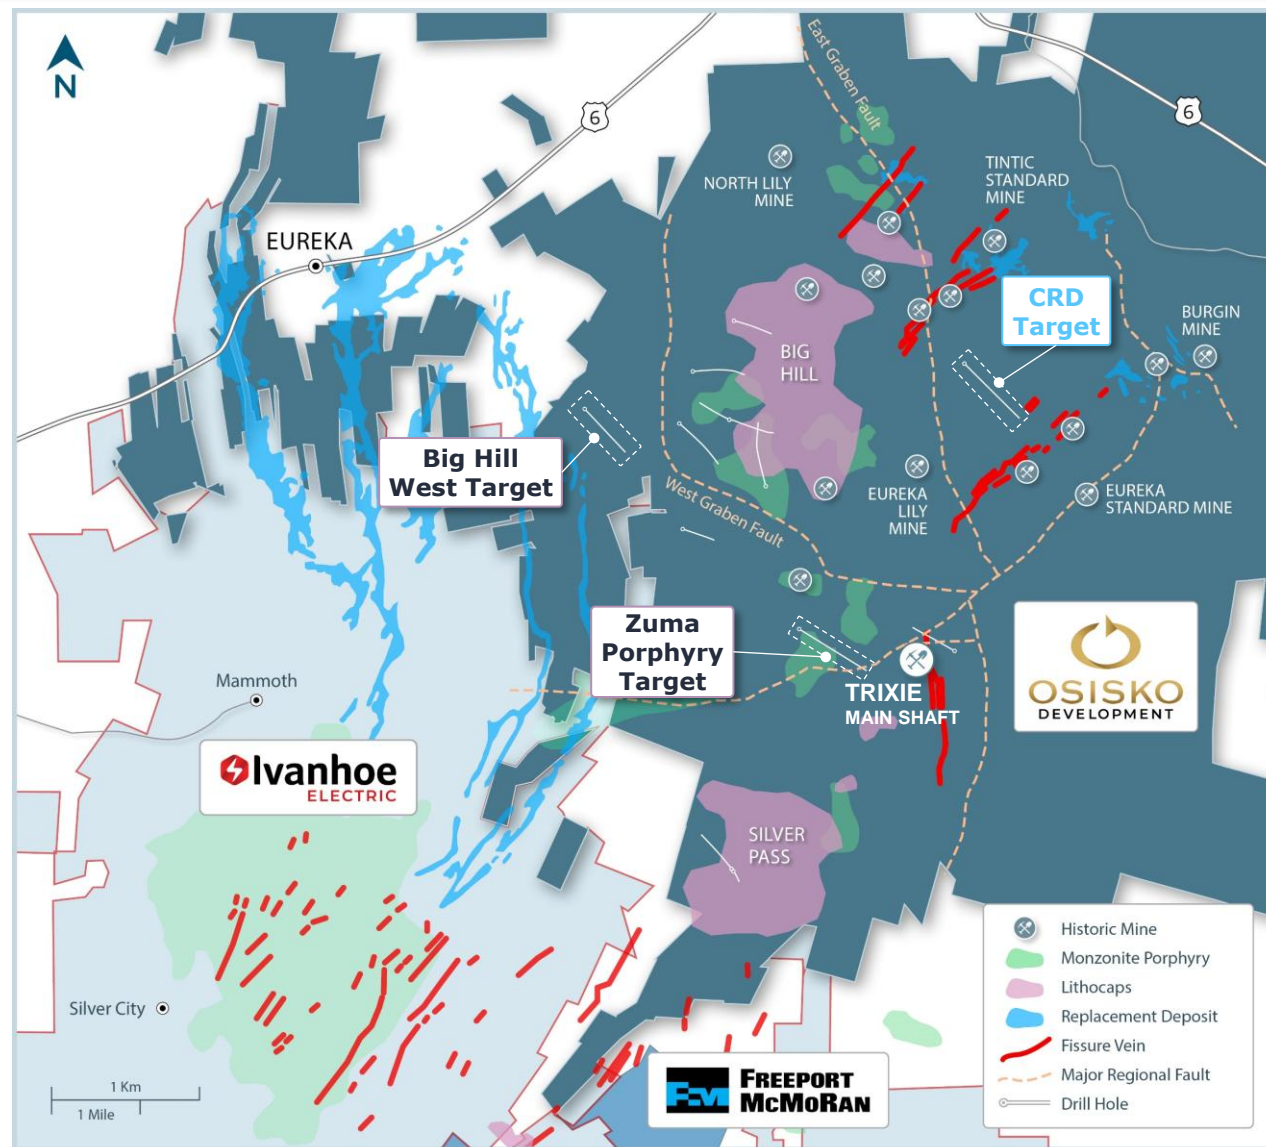 N
6
6
East Graben Fault
NORTH LILY
MINE
TINTIC
STANDARD
MINE
EUREKA
CRD
Target
BURGIN
MINE
BIG
HILL
Big Hill
West Target
West Graben Fault
EUREKA
LILY
MINE
EUREKA
STANDARD MINE
Zuma
Porphyry
Target
Mammoth
TRIXIE
MAIN SHAFT
OSISKO
DEVELOPMENT
Ivanhoe
ELECTRIC
SILVER
PASS
Silver City
1 Km
1 Mile
FM
FREEPORT
MCMORAN
Historic Mine
Monzonite Porphyry
Lithocaps
Replacement Deposit
Fissure Vein
Major Regional Fault
Drill Hole